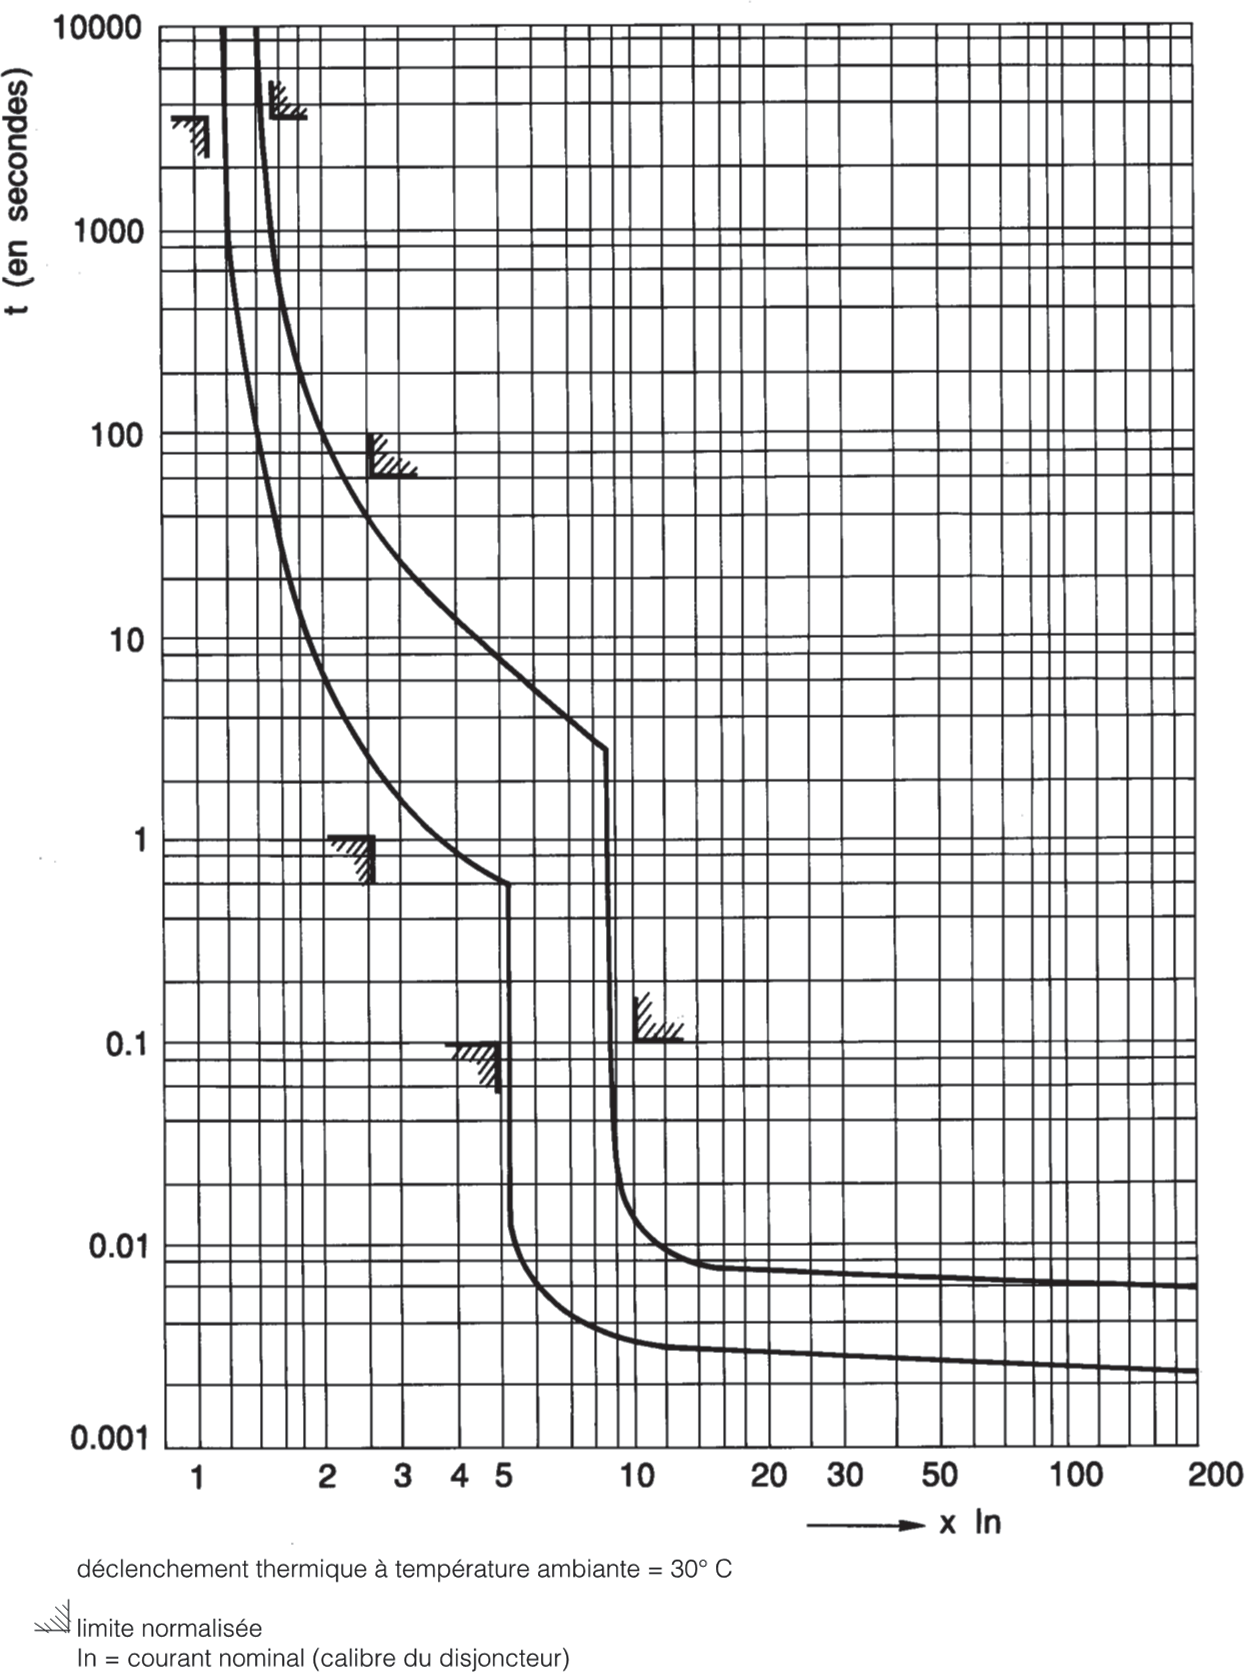 10000
t (en secondes)
1000
100
10
1
0.1
0.01
0.001
1 2 3 4 5 10 20 30 50 100 200
x In
déclenchement thermique à température ambiante = 30° C
limite normalisée
In = courant nominal (calibre du disjoncteur)